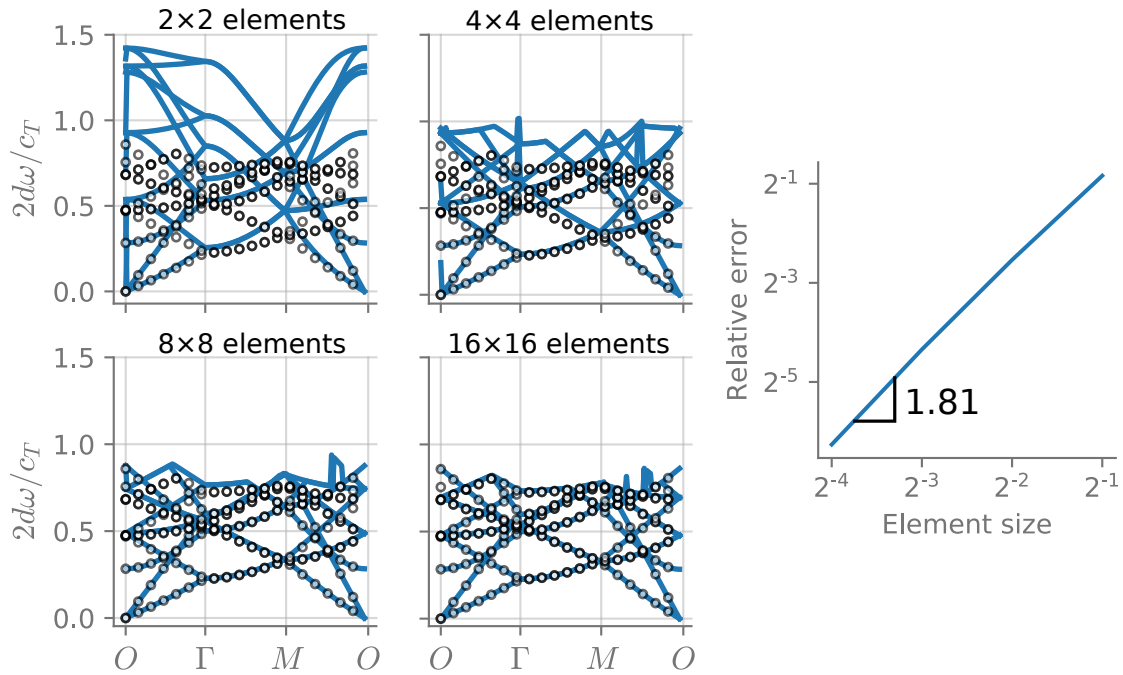 2×2 elements
4×4 elements
1.5
1.0
0.5
0.0
2dω/c_T
8×8 elements
16×16 elements
1.5
1.0
0.5
0.0
2dω/c_T
O Γ M O
O Γ M O
Relative error
2^-1
2^-3
2^-5
1.81
2^-4 2^-3 2^-2 2^-1
Element size